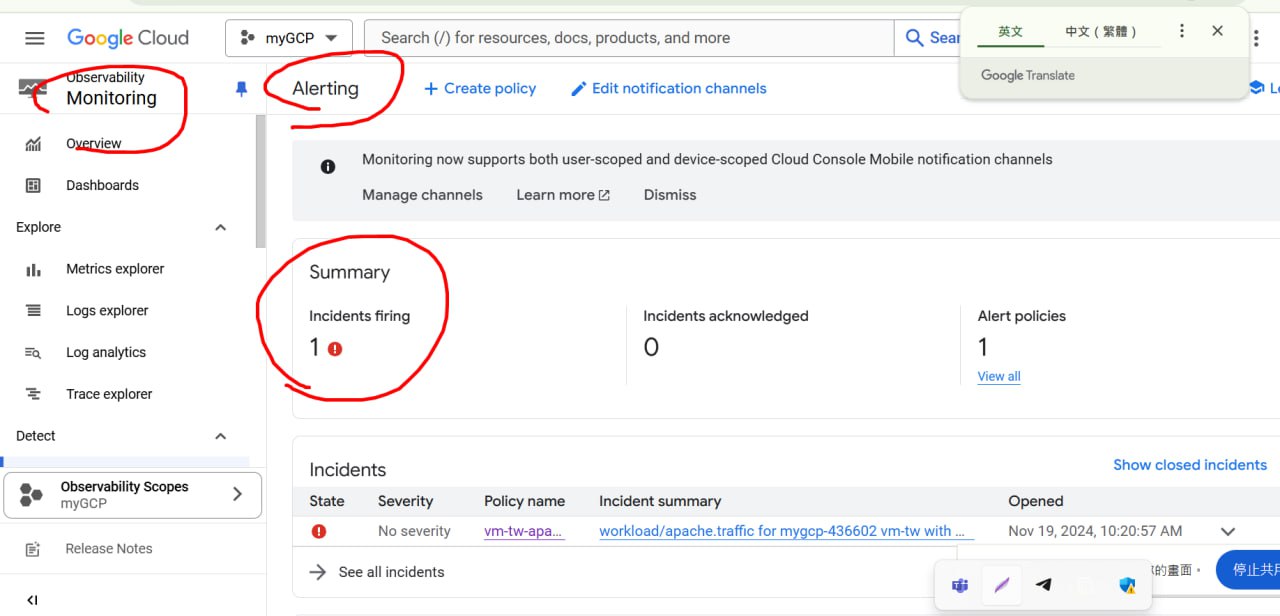 Google Cloud
myGCP
Search (/) for resources, docs, products, and more
Sear
英文
中文（繁體）
Google Translate
Observability
Monitoring
Alerting
Create policy
Edit notification channels
Overview
Dashboards
Explore
Metrics explorer
Logs explorer
Log analytics
Trace explorer
Detect
Observability Scopes
myGCP
Release Notes
Monitoring now supports both user-scoped and device-scoped Cloud Console Mobile notification channels
Manage channels
Learn more
Dismiss
Summary
Incidents firing
1
Incidents acknowledged
0
Alert policies
1
View all
Incidents
Show closed incidents
State Severity Policy name Incident summary Opened
No severity vm-tw-apa... workload/apache.traffic for mygcp-436602 vm-tw with ... Nov 19, 2024, 10:20:57 AM
See all incidents
的畫面。
停止共用